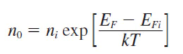 n₀ = nᵢ exp [ (E_F − E_Fi) / kT ]